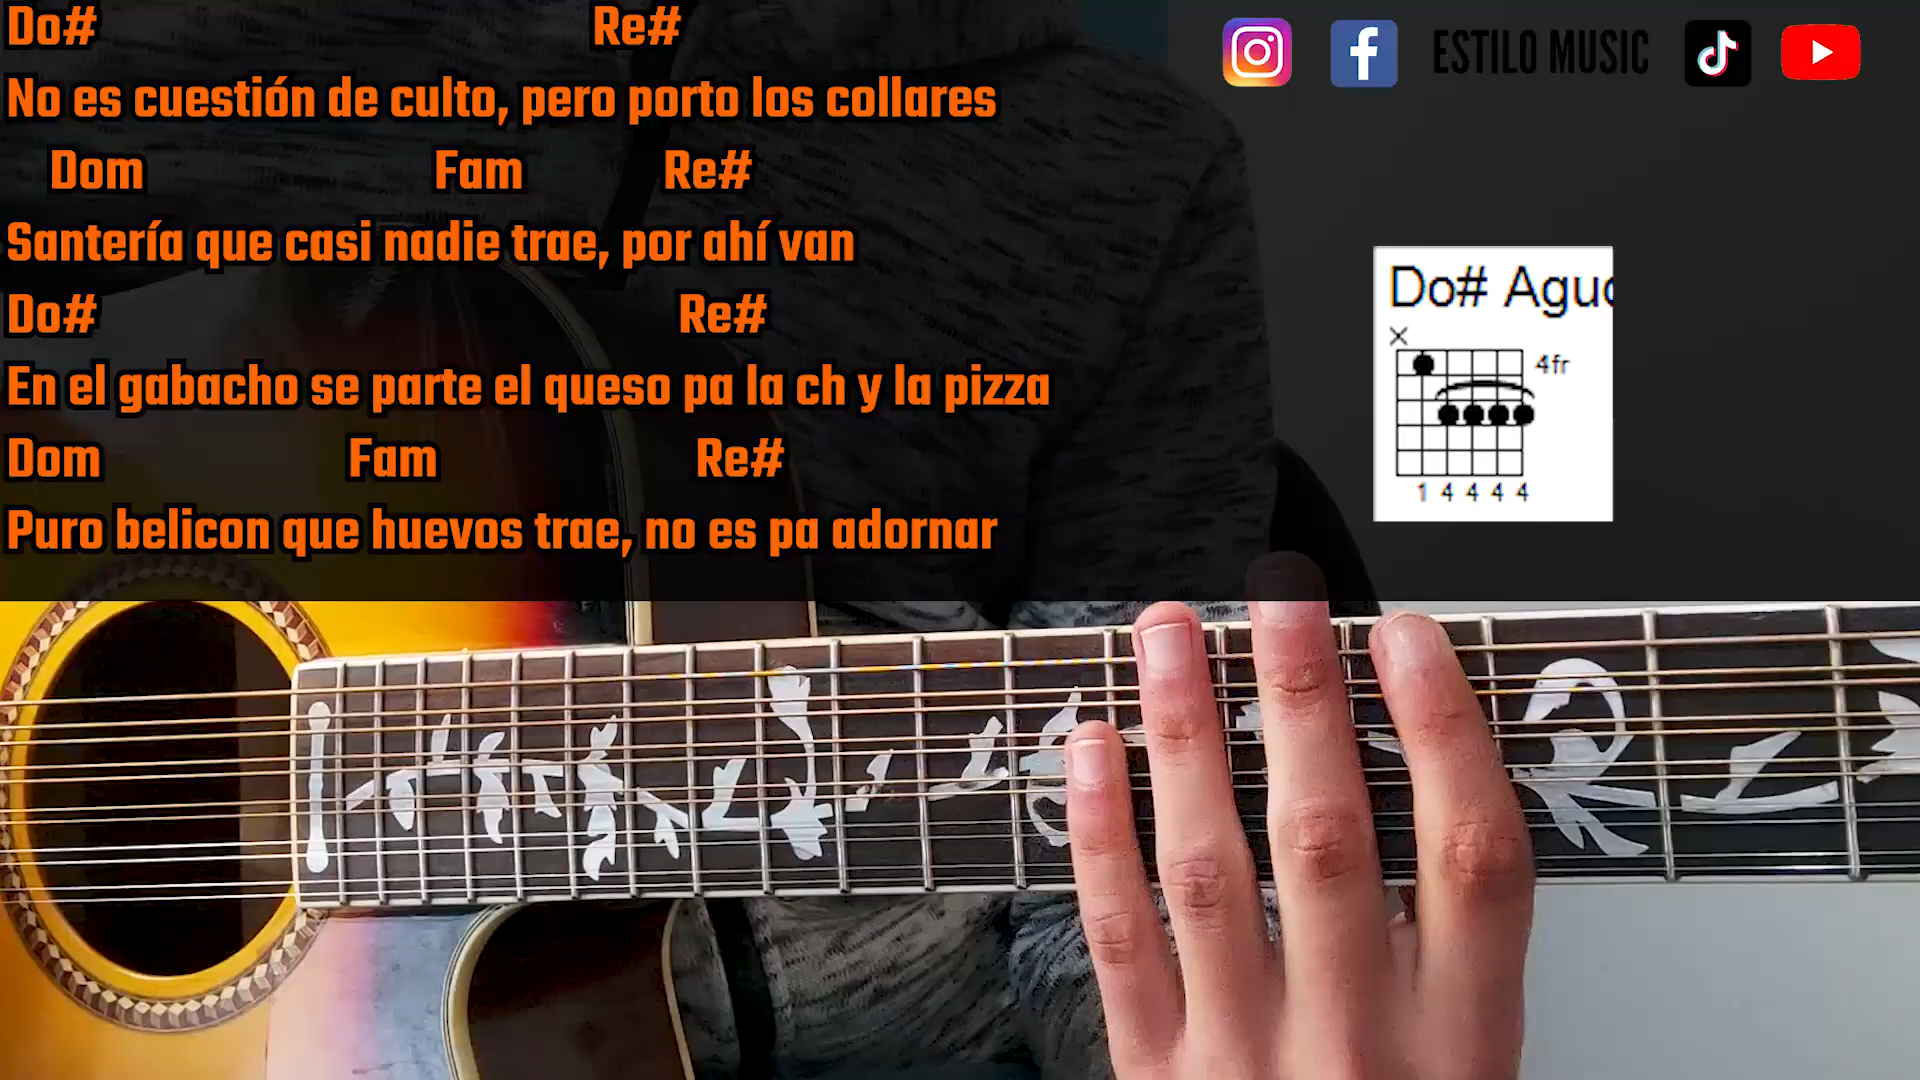 Do# Re#
No es cuestión de culto, pero porto los collares
Dom Fam Re#
Santería que casi nadie trae, por ahí van
Do# Re#
En el gabacho se parte el queso pa la ch y la pizza
Dom Fam Re#
Puro belicon que huevos trae, no es pa adornar
ESTILO MUSIC
Do# Agud
x
4fr
1 4 4 4 4